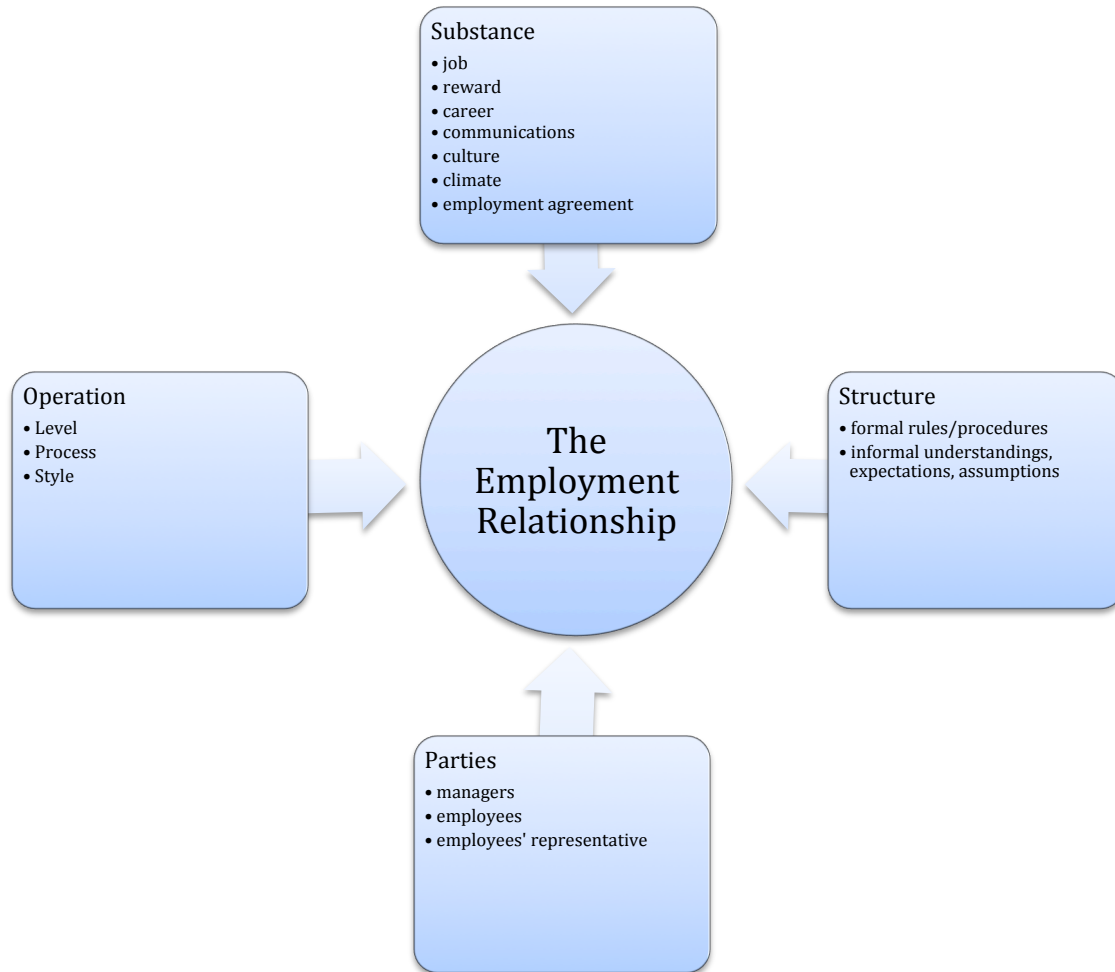 Substance
• job
• reward
• career
• communications
• culture
• climate
• employment agreement
Operation
• Level
• Process
• Style
The
Employment
Relationship
Structure
• formal rules/procedures
• informal understandings,
expectations, assumptions
Parties
• managers
• employees
• employees' representative